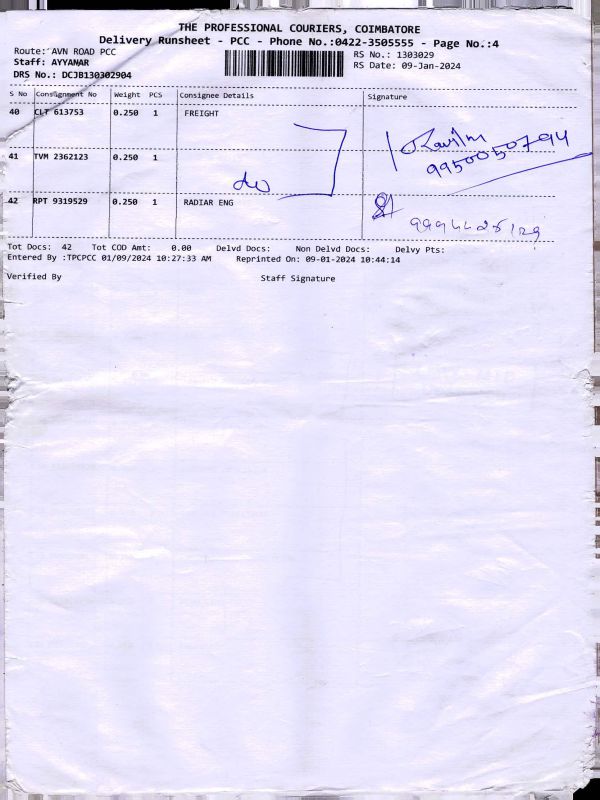 THE PROFESSIONAL COURIERS, COIMBATORE
Delivery Runsheet - PCC - Phone No.:0422-3505555 - Page No.:4
Route: AVN ROAD PCC RS No.: 1303029
Staff: AYYANAR RS Date: 09-Jan-2024
DRS No.: DCJB130302904
S No Consignment No Weight PCS Consignee Details Signature
40 CLT 613753 0.250 1 FREIGHT
9950050794
41 TVM 2362123 0.250 1
do
42 RPT 9319529 0.250 1 RADIAR ENG
Tot Docs: 42 Tot COD Amt: 0.00 Delvd Docs: Non Delvd Docs: Delvy Pts:
Entered By :TPCPCC 01/09/2024 10:27:33 AM Reprinted On: 09-01-2024 10:44:14
Verified By Staff Signature